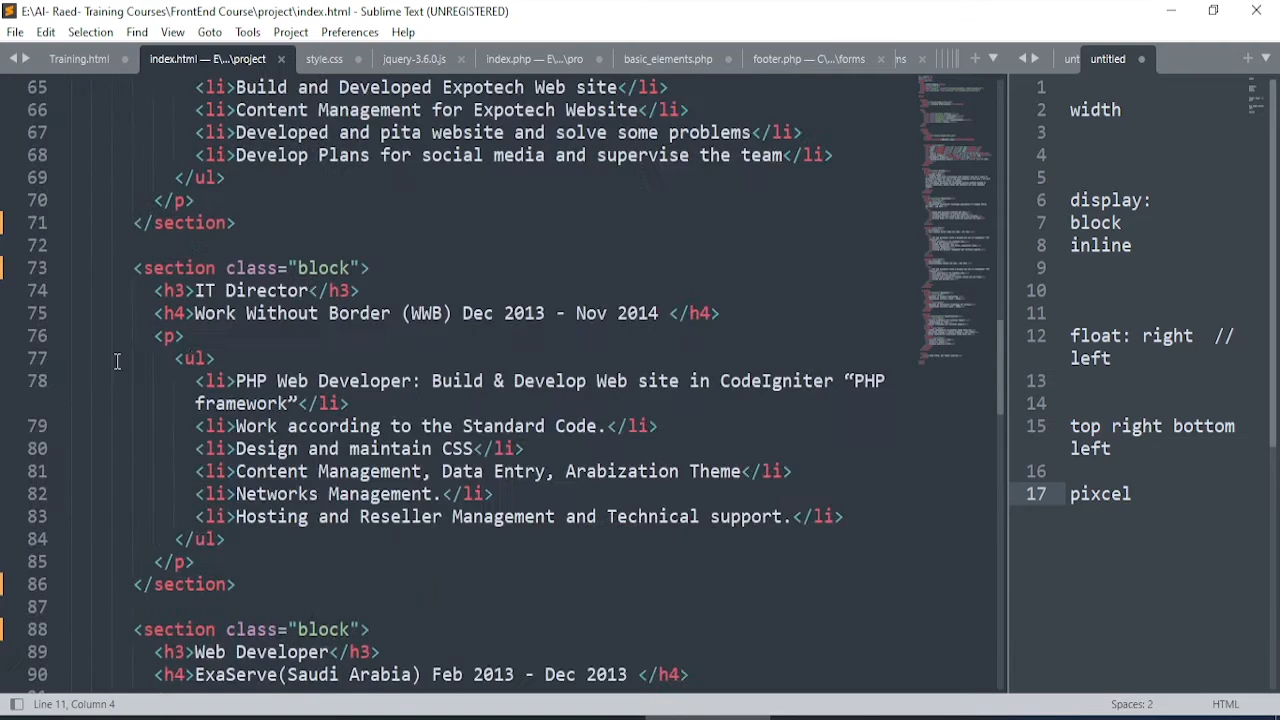 E:\AI- Raed- Training Courses\FrontEnd Course\project\index.html - Sublime Text (UNREGISTERED)
File Edit Selection Find View Goto Tools Project Preferences Help
Training.html index.html — E...\project style.css jquery-3.6.0.js index.php — E...\pro basic_elements.php footer.php — C\...\forms ns unt untitled
65 <li>Build and Developed Expotech Web site</li>
66 <li>Content Management for Expotech Website</li>
67 <li>Developed and pita website and solve some problems</li>
68 <li>Develop Plans for social media and supervise the team</li>
69 </ul>
70 </p>
71 </section>
72
73 <section class="block">
74 <h3>IT Director</h3>
75 <h4>Work Without Border (WWB) Dec 2013 - Nov 2014 </h4>
76 <p>
77 <ul>
78 <li>PHP Web Developer: Build & Develop Web site in CodeIgniter “PHP
framework”</li>
79 <li>Work according to the Standard Code.</li>
80 <li>Design and maintain CSS</li>
81 <li>Content Management, Data Entry, Arabization Theme</li>
82 <li>Networks Management.</li>
83 <li>Hosting and Reseller Management and Technical support.</li>
84 </ul>
85 </p>
86 </section>
87
88 <section class="block">
89 <h3>Web Developer</h3>
90 <h4>ExaServe(Saudi Arabia) Feb 2013 - Dec 2013 </h4>
1
2 width
3
4
5
6 display:
7 block
8 inline
9
10
11
12 float: right //
left
13
14
15 top right bottom
left
16
17 pixcel
Line 11, Column 4 Spaces: 2 HTML